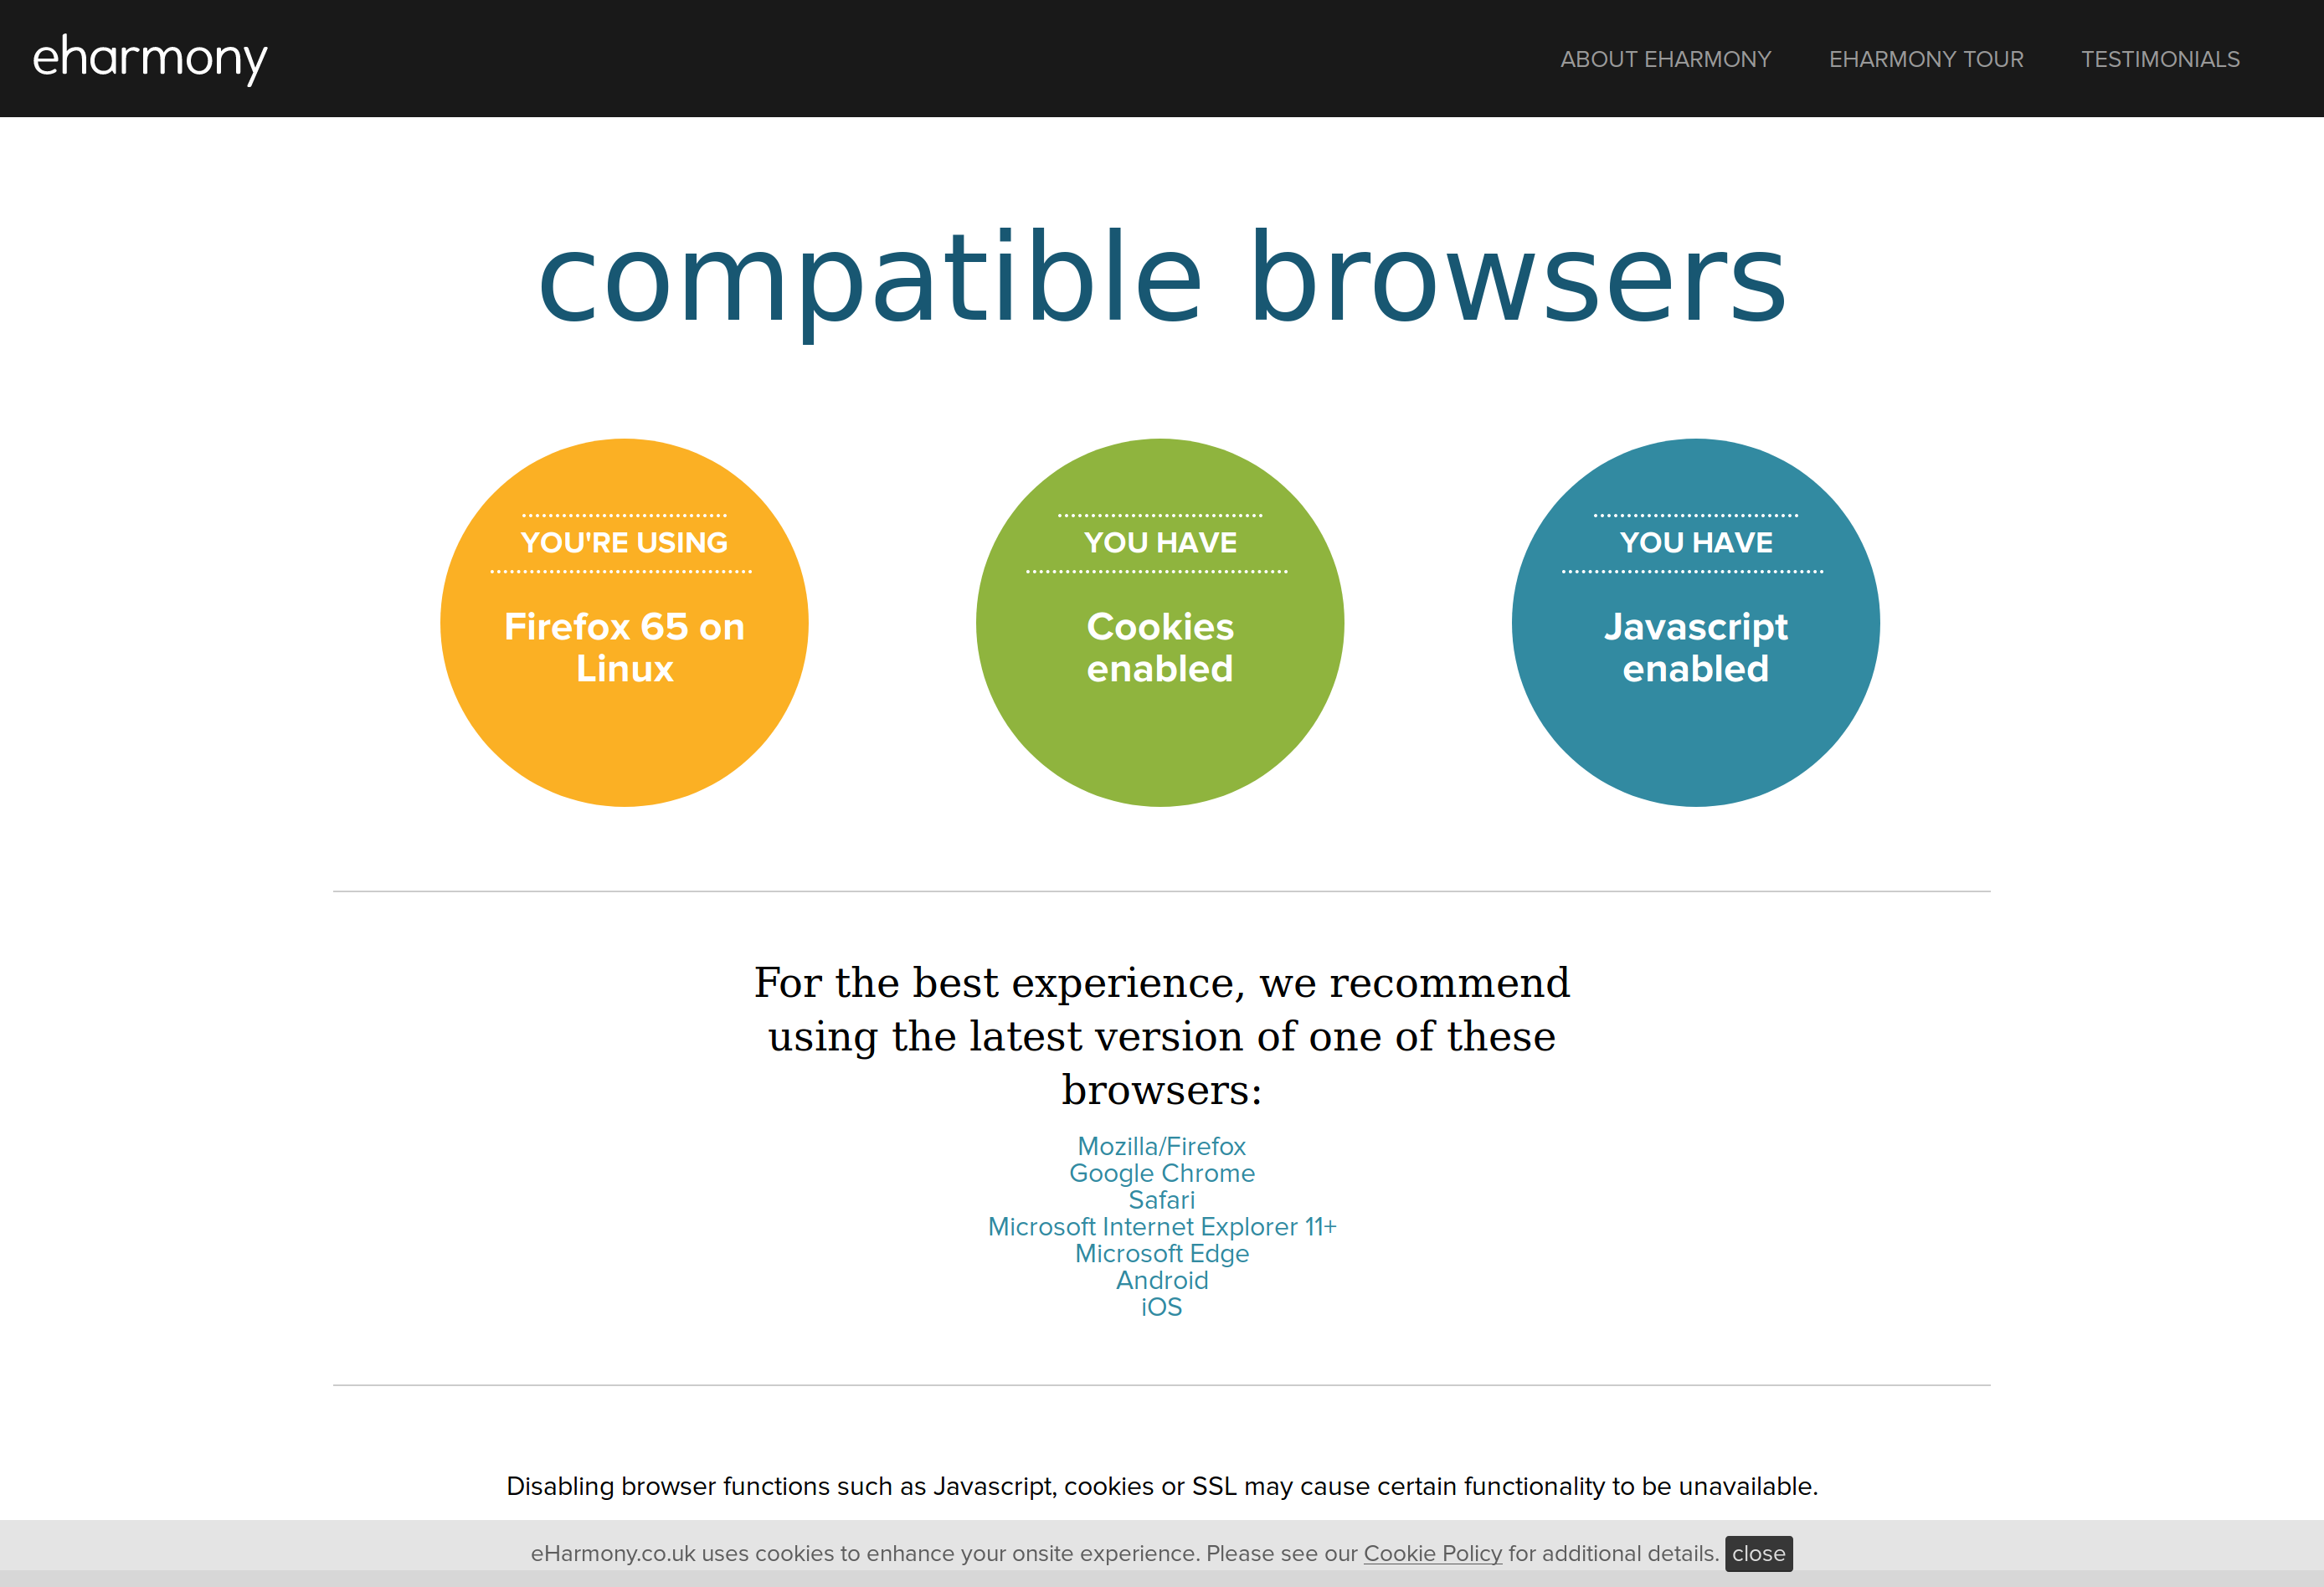 eharmony
ABOUT EHARMONY
EHARMONY TOUR
TESTIMONIALS
compatible browsers
YOU'RE USING
Firefox 65 on
Linux
YOU HAVE
Cookies
enabled
YOU HAVE
Javascript
enabled
For the best experience, we recommend
using the latest version of one of these
browsers:
Mozilla/Firefox
Google Chrome
Safari
Microsoft Internet Explorer 11+
Microsoft Edge
Android
iOS
Disabling browser functions such as Javascript, cookies or SSL may cause certain functionality to be unavailable.
eHarmony.co.uk uses cookies to enhance your onsite experience. Please see our Cookie Policy for additional details. close